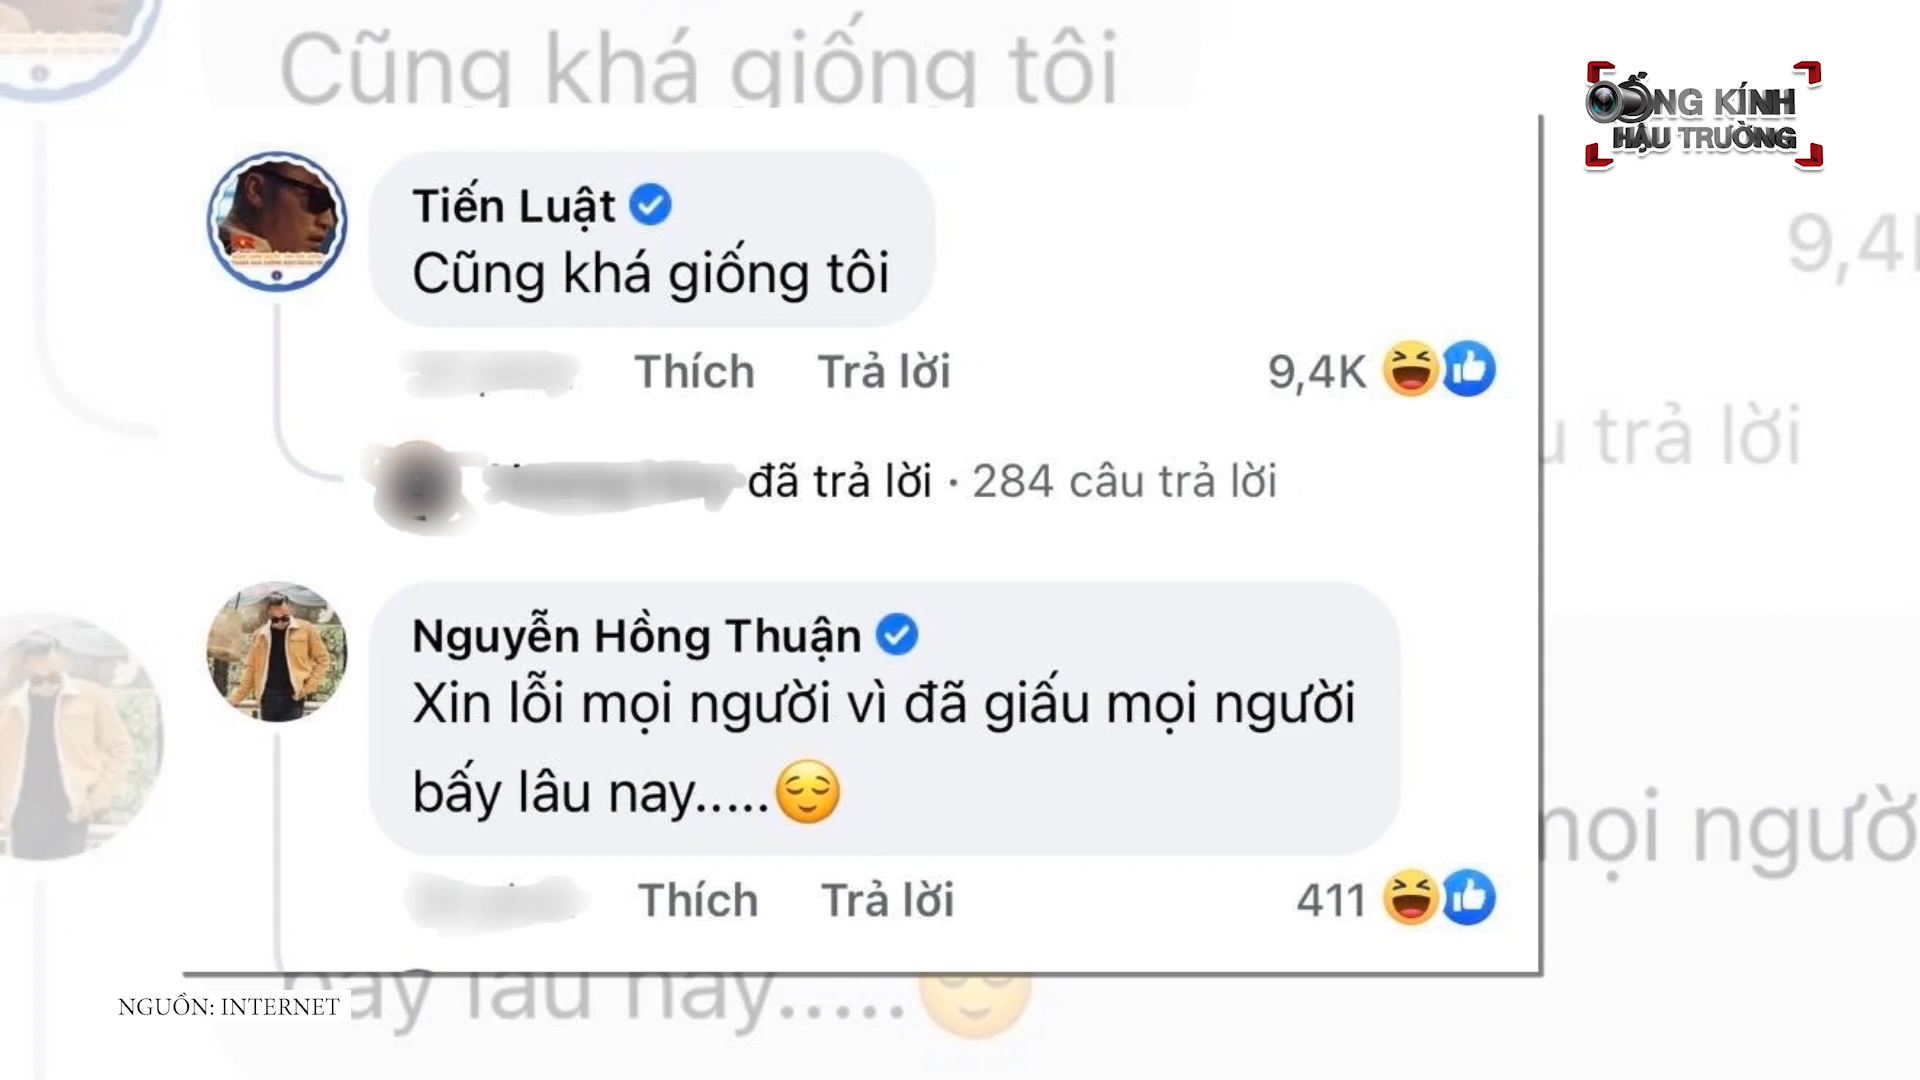 Cũng khá giống tôi
ỐNG KÍNH
HẬU TRƯỜNG
Tiến Luật
Cũng khá giống tôi
9,4
Thích Trả lời 9,4K
trả lời
đã trả lời · 284 câu trả lời
Nguyễn Hồng Thuận
Xin lỗi mọi người vì đã giấu mọi người
bấy lâu nay.....
mọi ngườ
Thích Trả lời 411
bấy lâu nay.....
NGUỒN: INTERNET